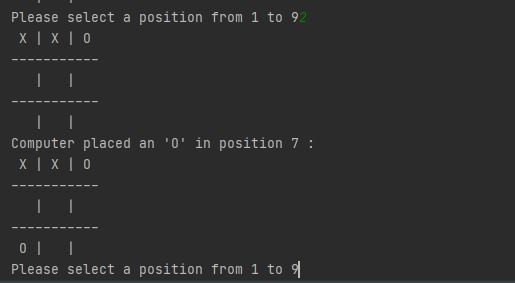 Please select a position from 1 to 92
 X | X | O
-----------
   |   |
-----------
   |   |
Computer placed an 'O' in position 7 :
 X | X | O
-----------
   |   |
-----------
 O |   |
Please select a position from 1 to 9